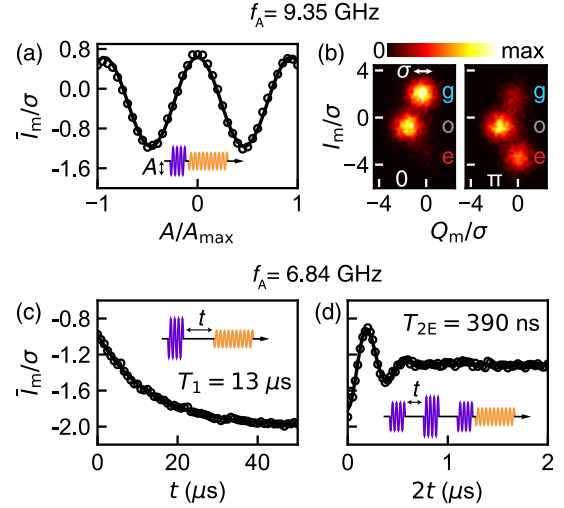 f_A = 9.35 GHz
(a)
0.8
0.0
-0.8
-1.6
Ī_m/σ
A
-1
0
1
A/A_max
(b)
0
max
σ
g
o
e
0
g
o
e
π
4
0
-4
I_m/σ
-4
0
-4
0
Q_m/σ
f_A = 6.84 GHz
(c)
-0.8
-1.2
-1.6
-2.0
Ī_m/σ
t
T_1 = 13 μs
0
20
40
t (μs)
(d)
T_2E = 390 ns
t
0
1
2
2t (μs)